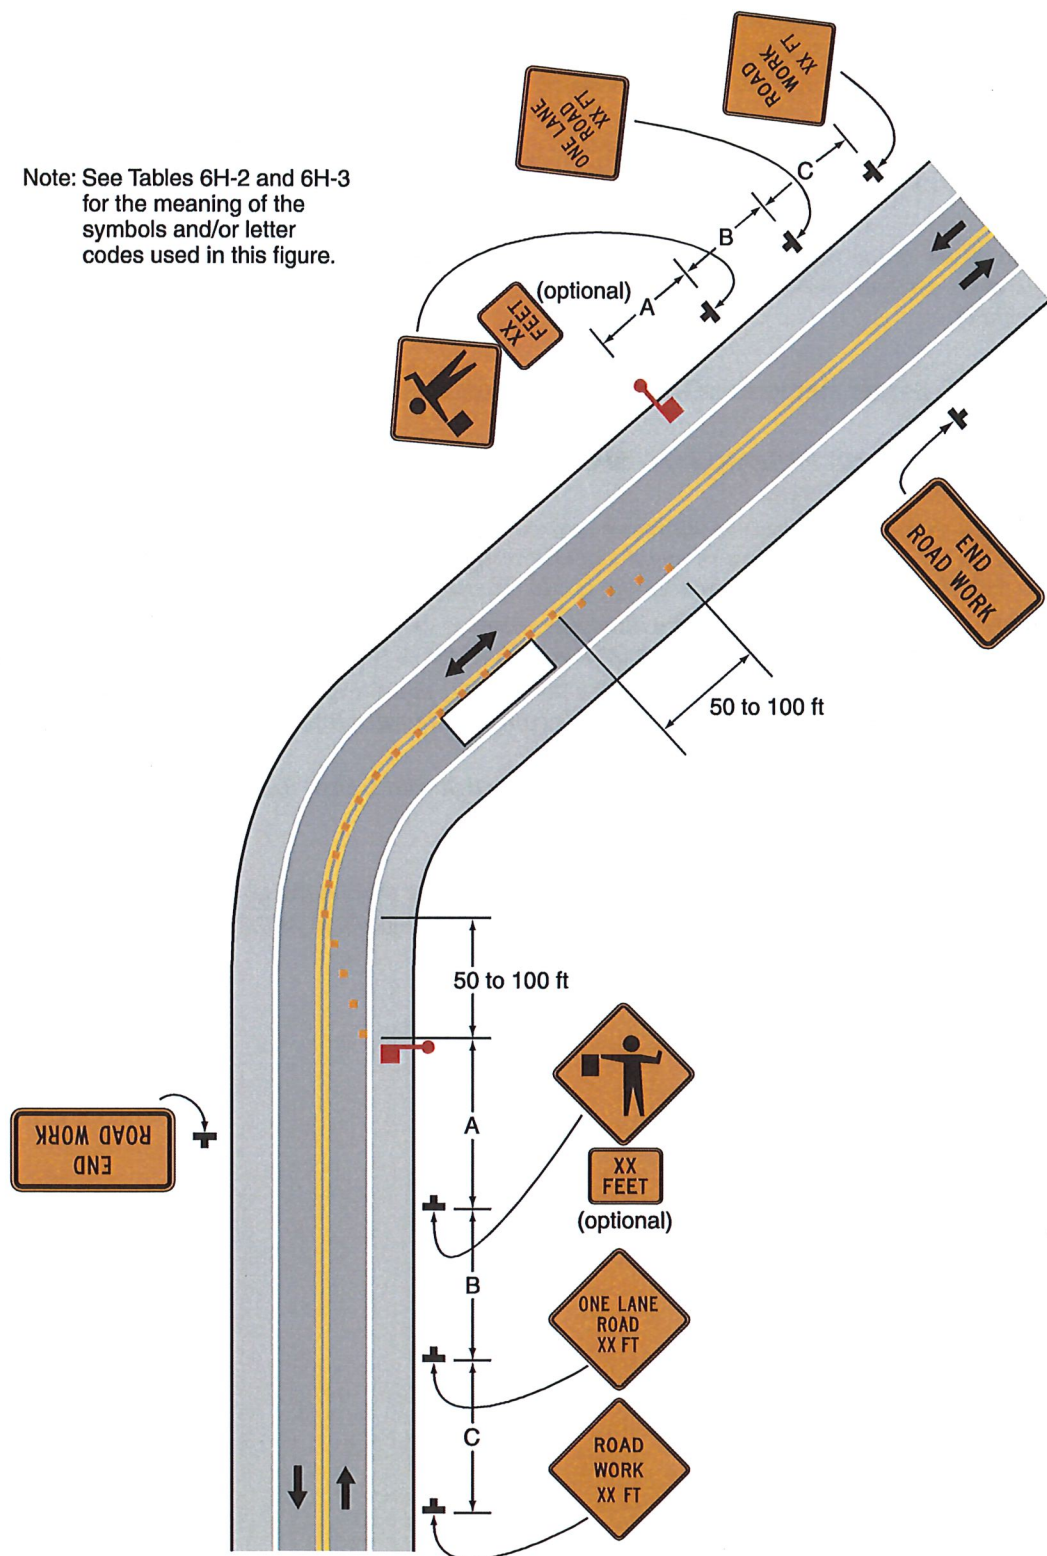 ROAD
WORK
XX FT
ONE LANE
ROAD
XX FT
Note: See Tables 6H-2 and 6H-3
for the meaning of the
symbols and/or letter
codes used in this figure.
C
B
(optional)
A
XX
FEET
END
ROAD WORK
50 to 100 ft
50 to 100 ft
A
END
ROAD WORK
XX
FEET
(optional)
B
ONE LANE
ROAD
XX FT
C
ROAD
WORK
XX FT